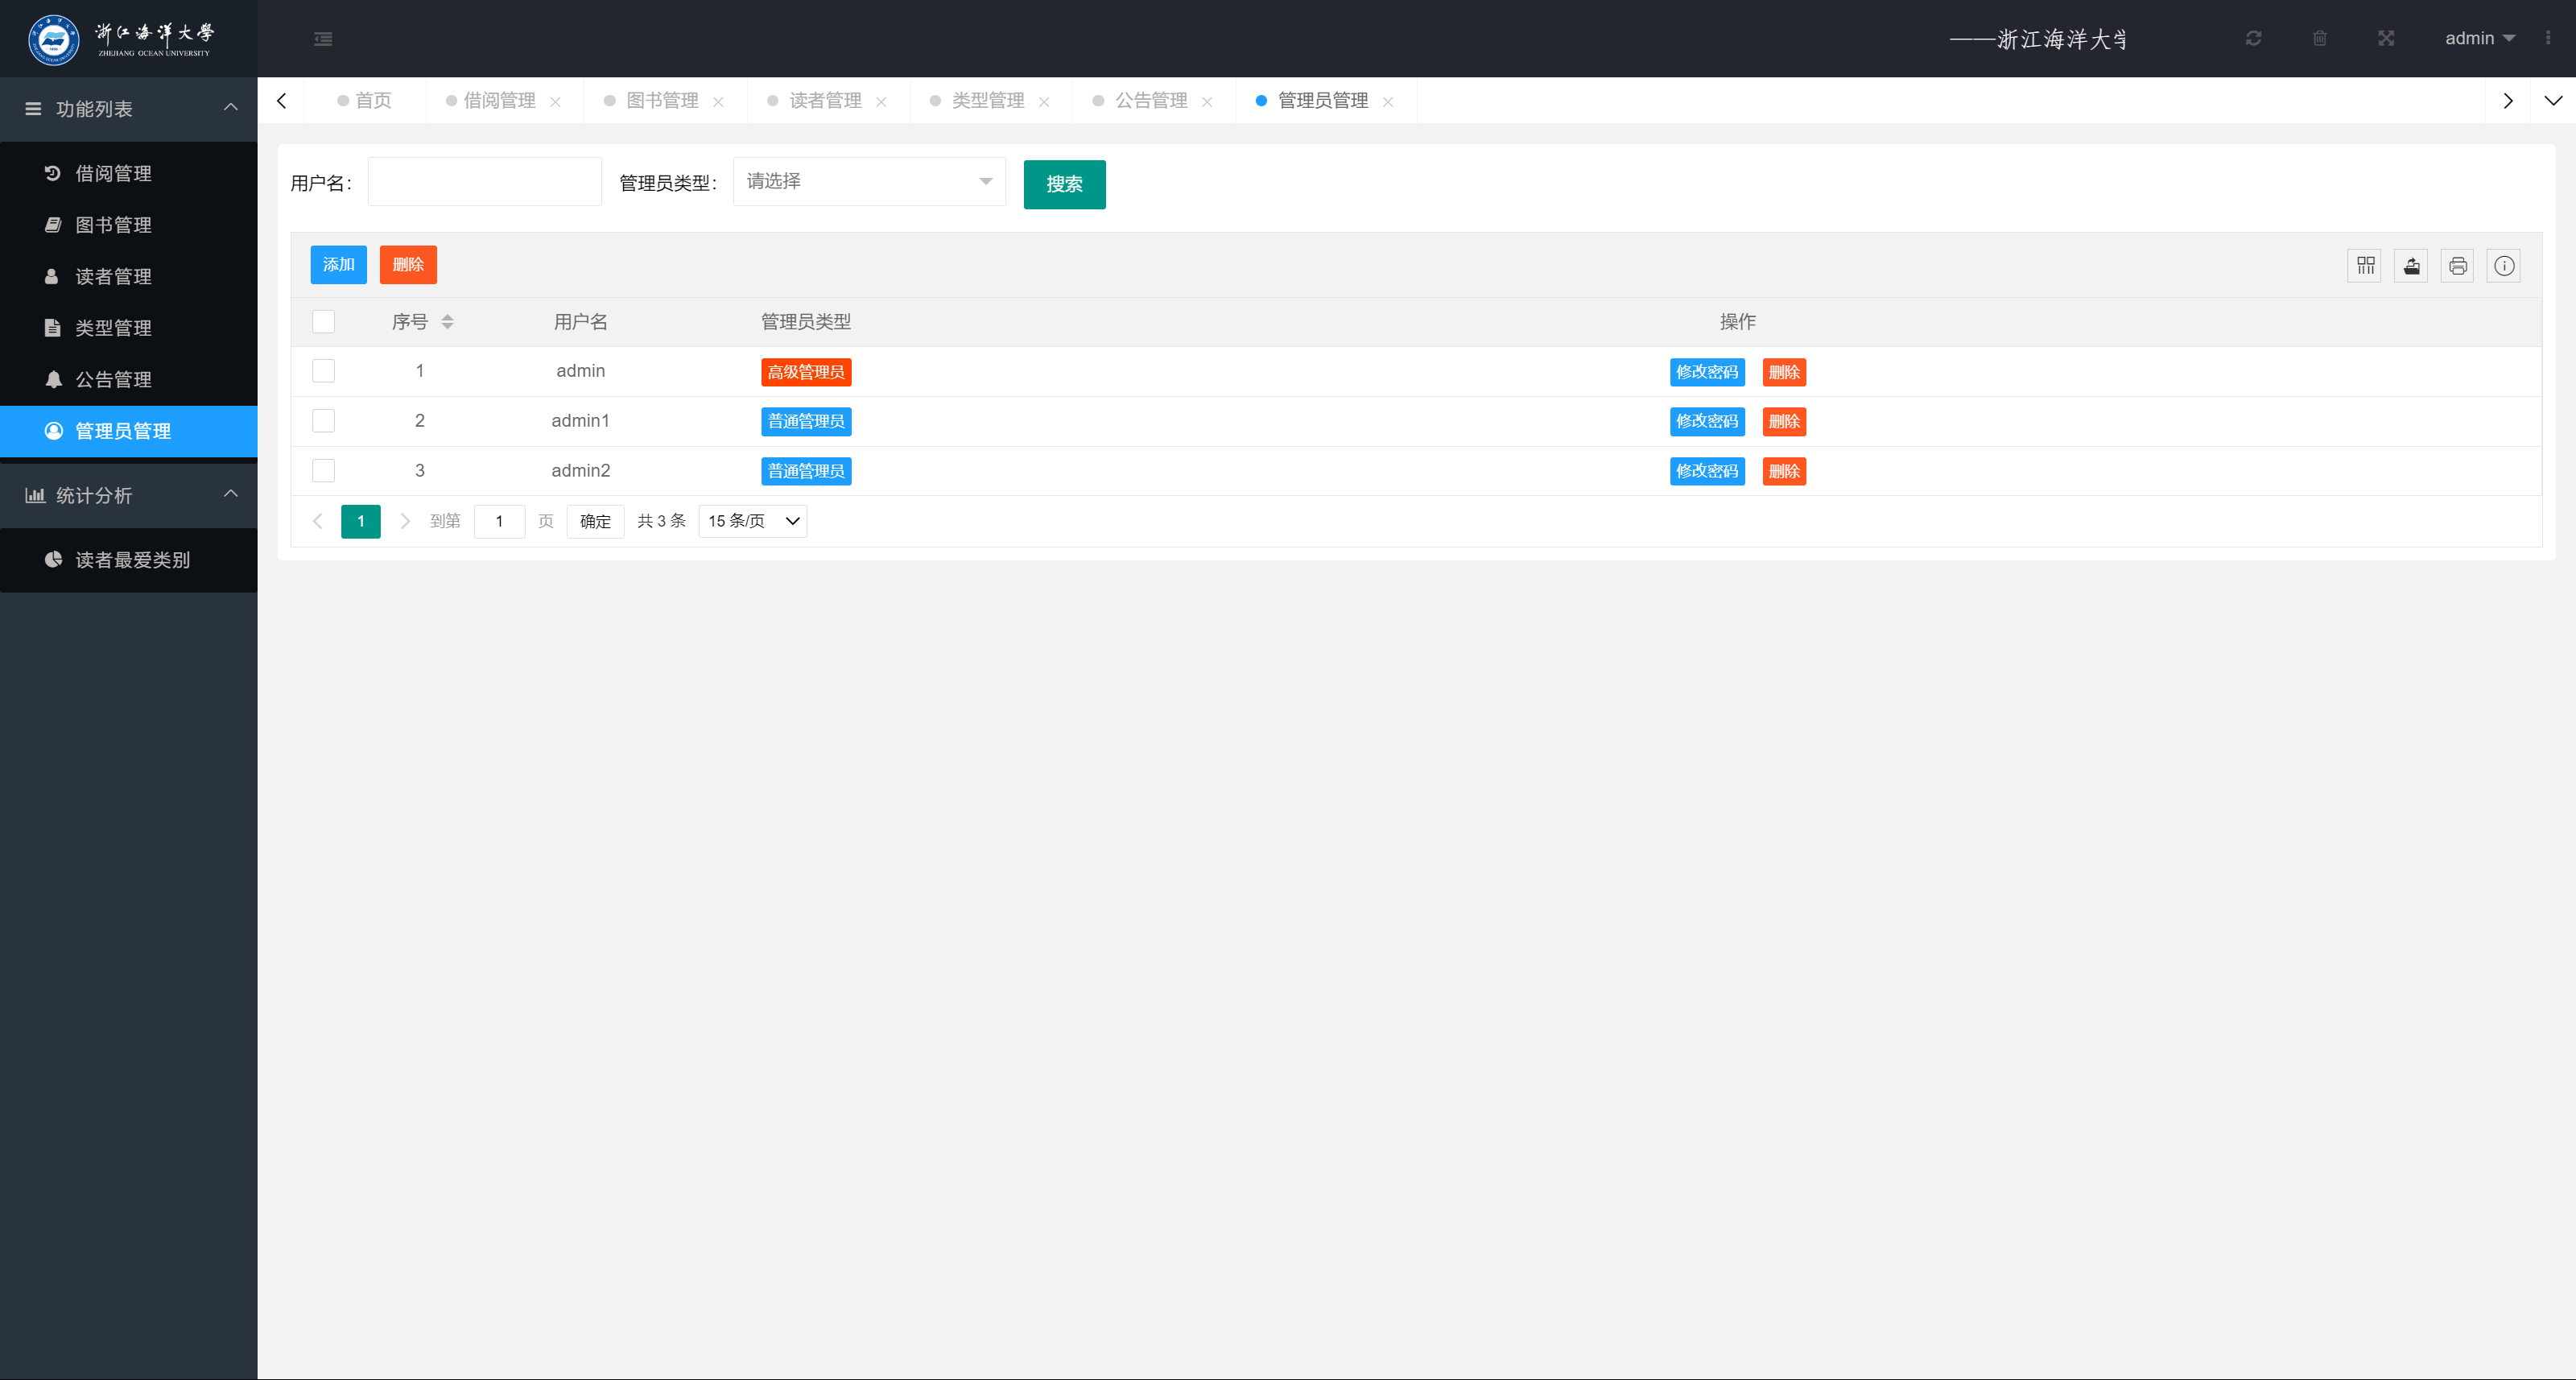 浙江海洋大學
ZHEJIANG OCEAN UNIVERSITY
——浙江海洋大学
admin
功能列表
首页 借阅管理 图书管理 读者管理 类型管理 公告管理 管理员管理
借阅管理
图书管理
读者管理
类型管理
公告管理
管理员管理
统计分析
读者最爱类别
用户名: 管理员类型: 请选择 搜索
添加 删除
序号 用户名 管理员类型 操作
1 admin 高级管理员 修改密码 删除
2 admin1 普通管理员 修改密码 删除
3 admin2 普通管理员 修改密码 删除
1 到第 1 页 确定 共 3 条 15 条/页